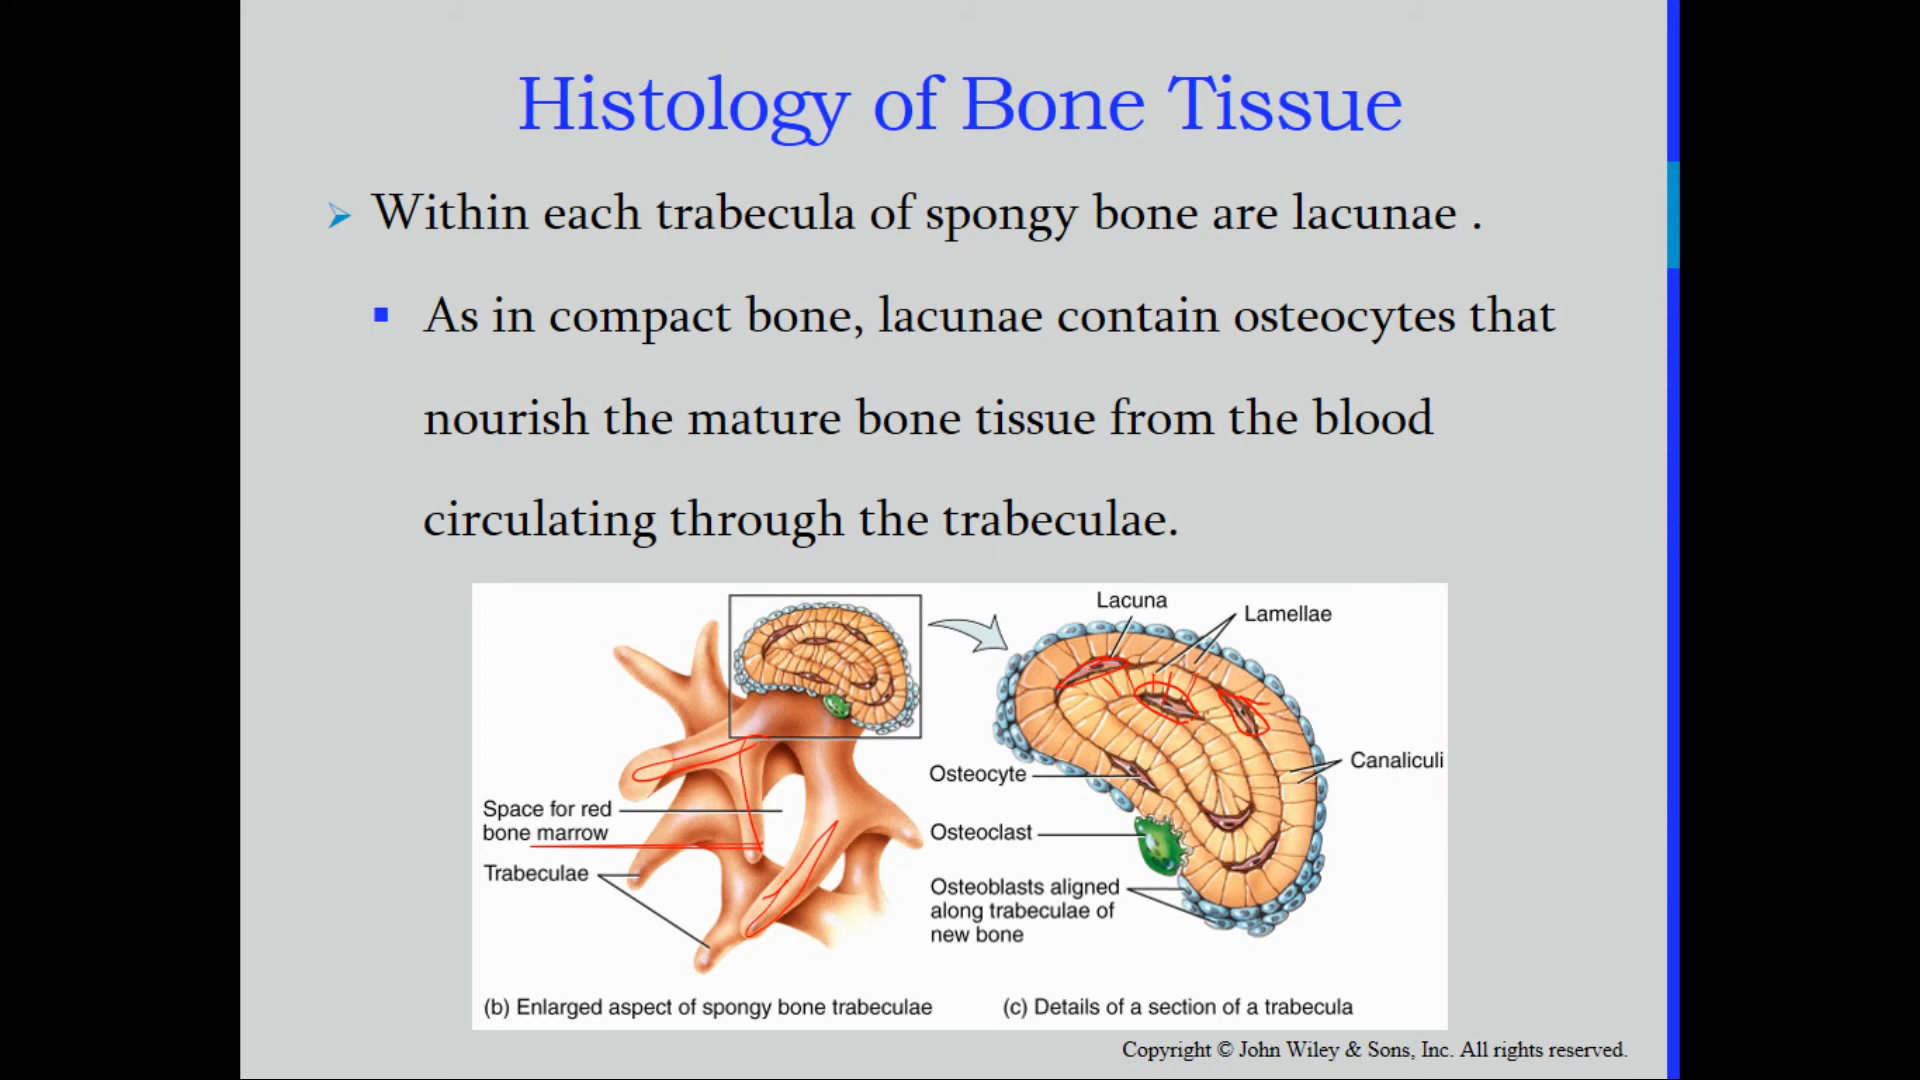 Histology of Bone Tissue
Within each trabecula of spongy bone are lacunae .
As in compact bone, lacunae contain osteocytes that
nourish the mature bone tissue from the blood
circulating through the trabeculae.
Lacuna
Lamellae
Canaliculi
Osteocyte
Space for red
bone marrow
Osteoclast
Trabeculae
Osteoblasts aligned
along trabeculae of
new bone
(b) Enlarged aspect of spongy bone trabeculae
(c) Details of a section of a trabecula
Copyright © John Wiley & Sons, Inc. All rights reserved.